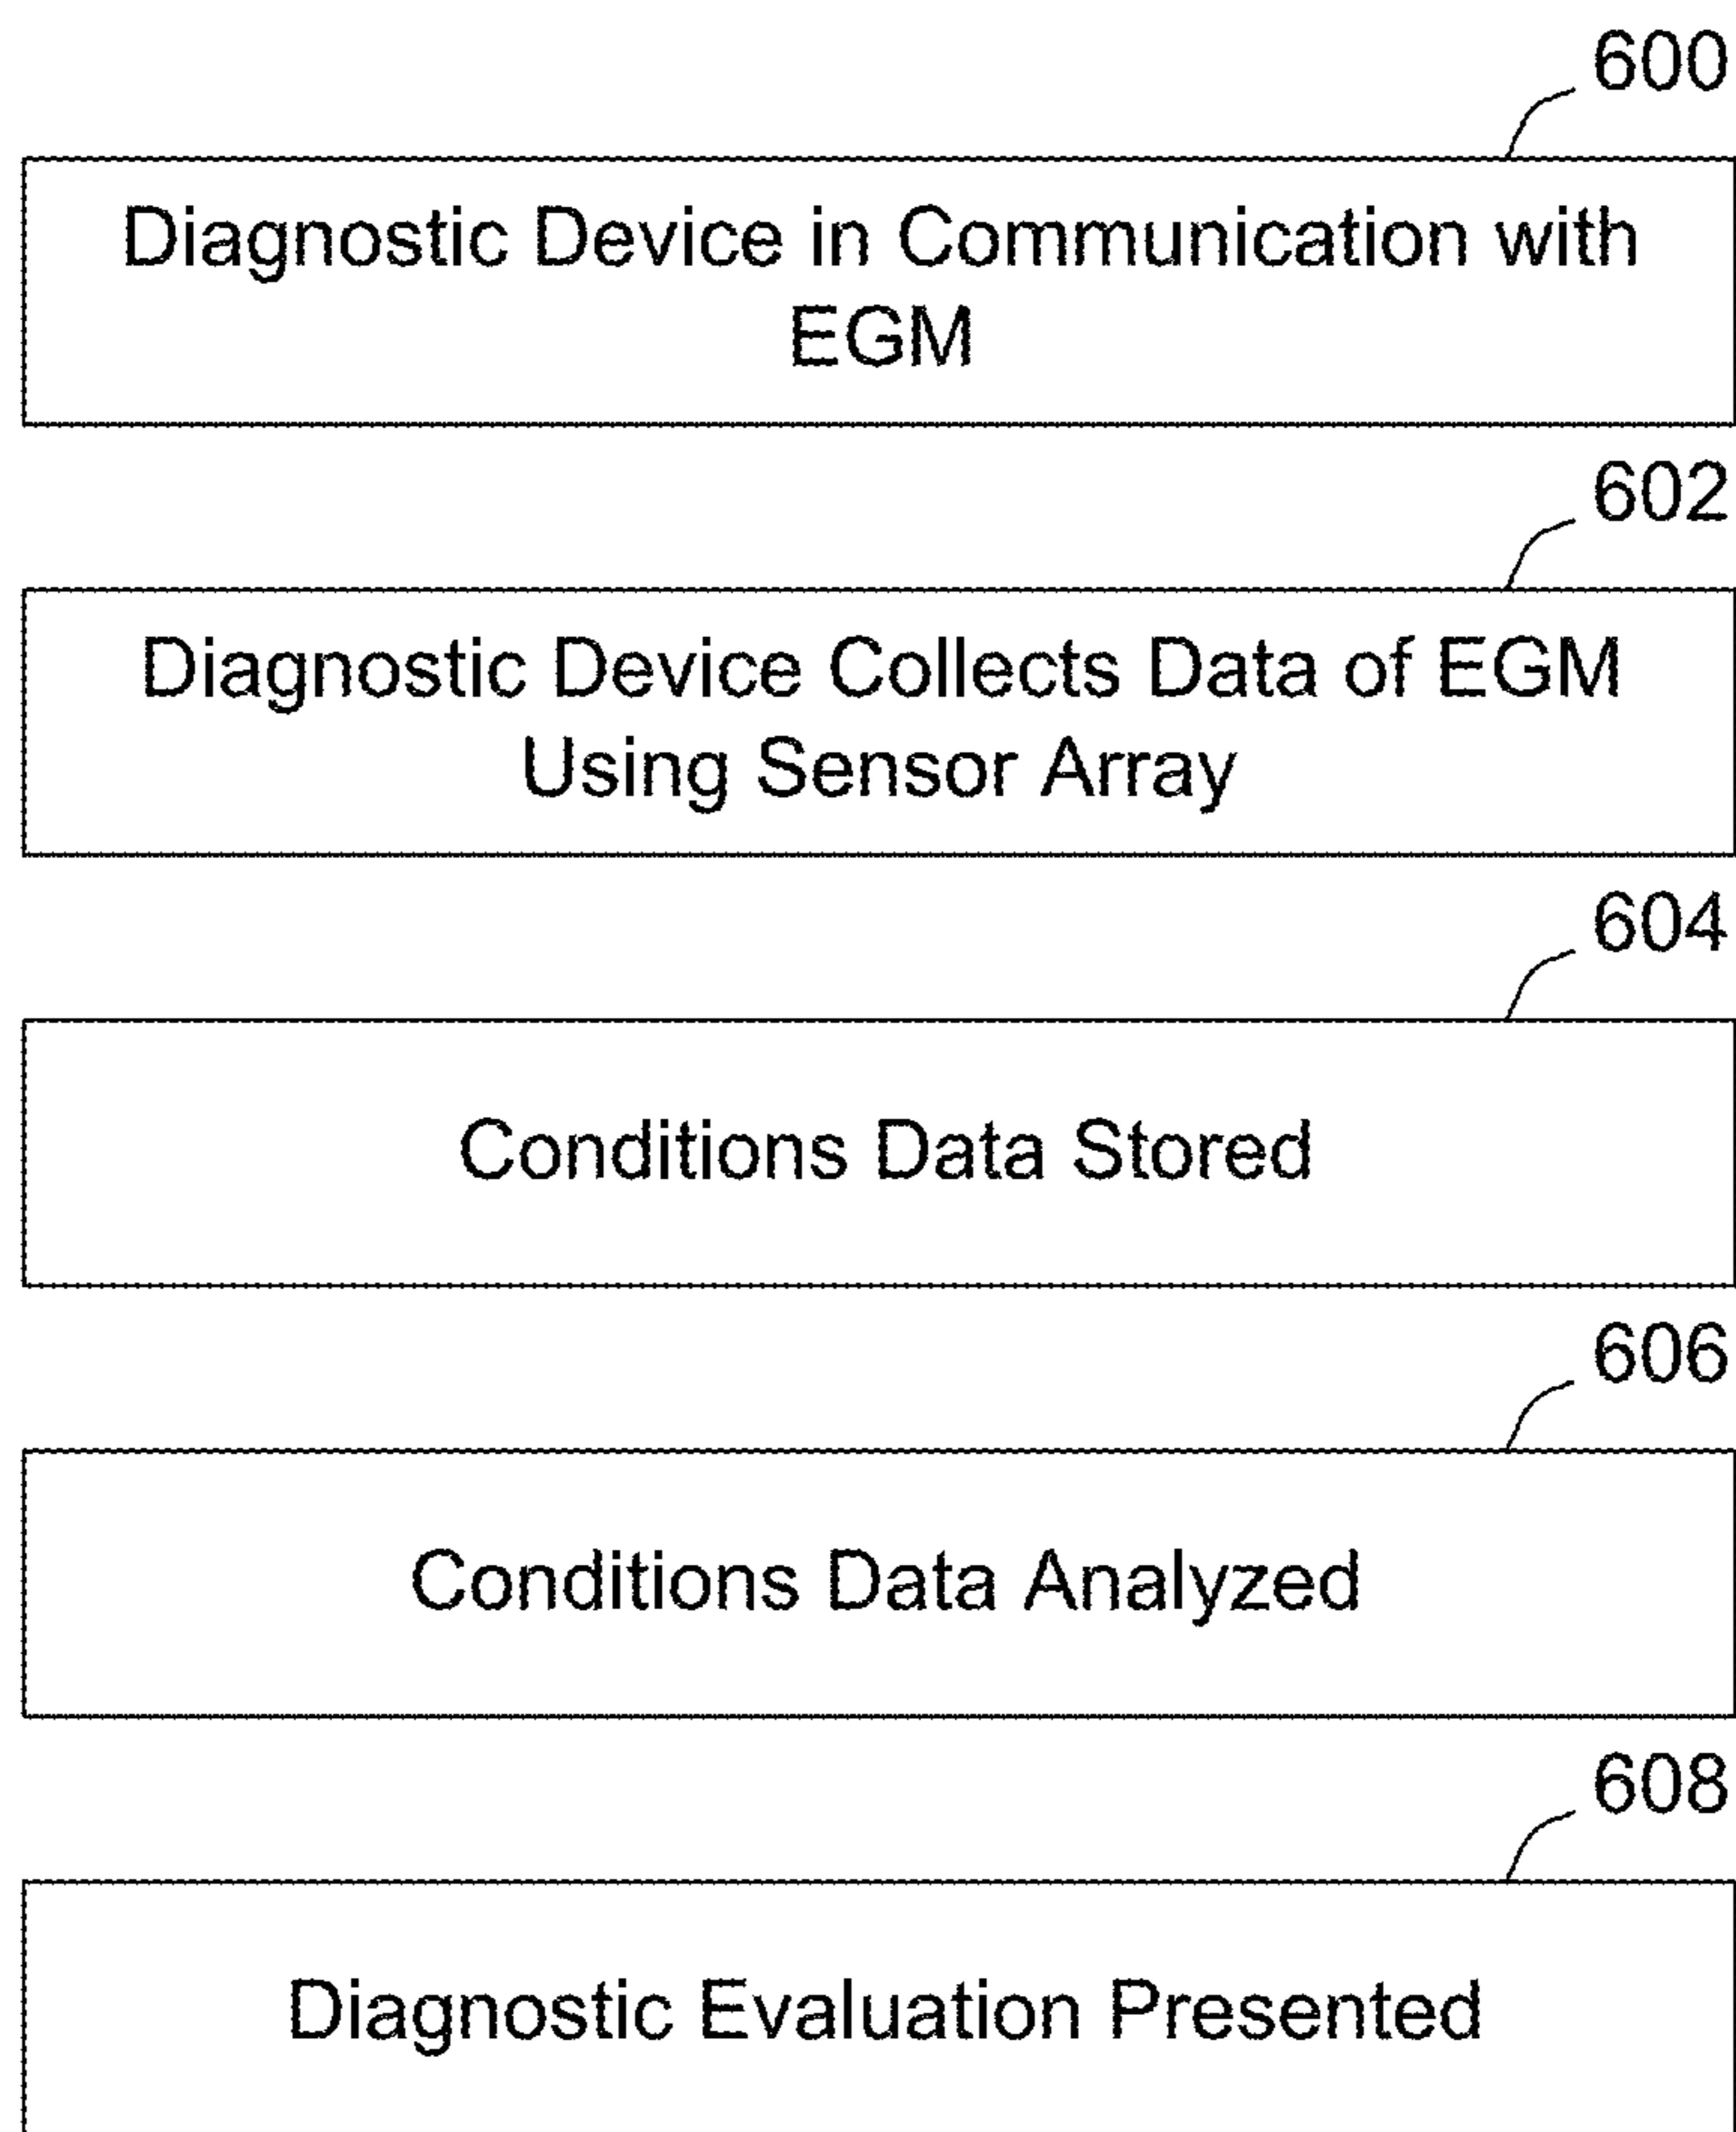 600
Diagnostic Device in Communication with
EGM
602
Diagnostic Device Collects Data of EGM
Using Sensor Array
604
Conditions Data Stored
606
Conditions Data Analyzed
608
Diagnostic Evaluation Presented